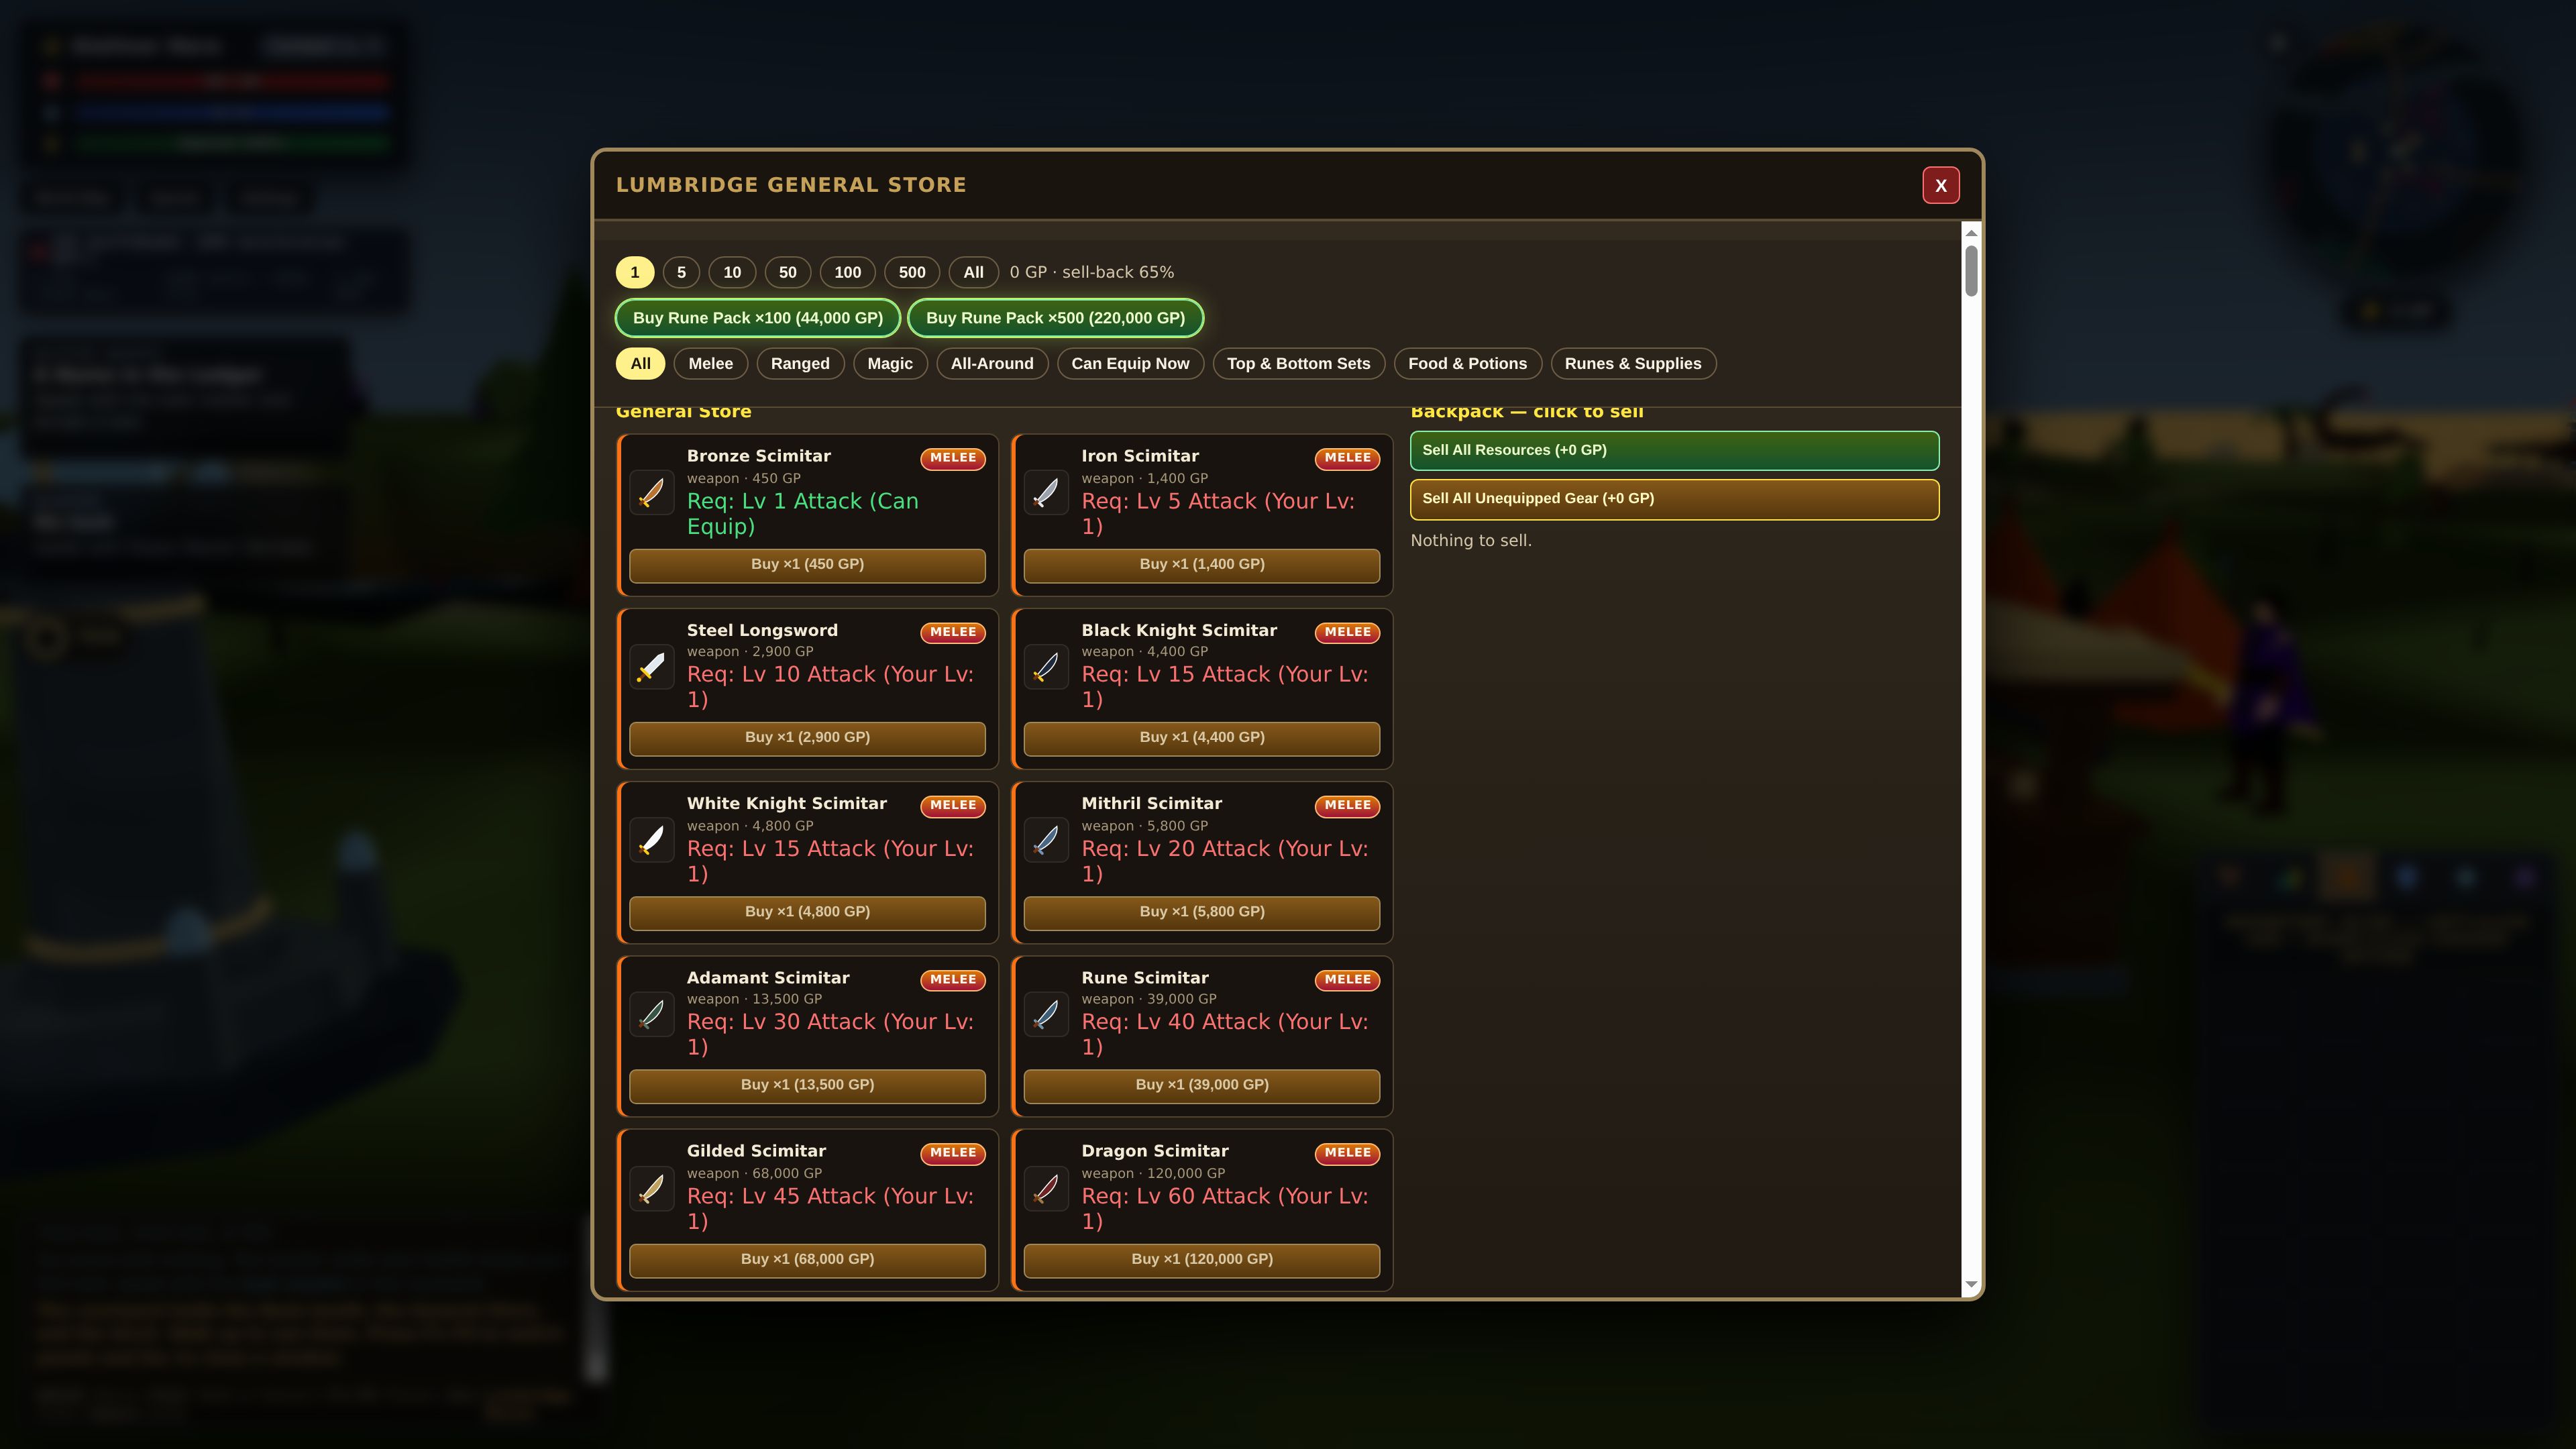 LUMBRIDGE GENERAL STORE
X
1 5 10 50 100 500 All 0 GP · sell-back 65%
Buy Rune Pack ×100 (44,000 GP) Buy Rune Pack ×500 (220,000 GP)
All Melee Ranged Magic All-Around Can Equip Now Top & Bottom Sets Food & Potions Runes & Supplies
General Store
Bronze Scimitar MELEE
weapon · 450 GP
Req: Lv 1 Attack (Can
Equip)
Buy ×1 (450 GP)
Iron Scimitar MELEE
weapon · 1,400 GP
Req: Lv 5 Attack (Your Lv:
1)
Buy ×1 (1,400 GP)
Steel Longsword MELEE
weapon · 2,900 GP
Req: Lv 10 Attack (Your Lv:
1)
Buy ×1 (2,900 GP)
Black Knight Scimitar MELEE
weapon · 4,400 GP
Req: Lv 15 Attack (Your Lv:
1)
Buy ×1 (4,400 GP)
White Knight Scimitar MELEE
weapon · 4,800 GP
Req: Lv 15 Attack (Your Lv:
1)
Buy ×1 (4,800 GP)
Mithril Scimitar MELEE
weapon · 5,800 GP
Req: Lv 20 Attack (Your Lv:
1)
Buy ×1 (5,800 GP)
Adamant Scimitar MELEE
weapon · 13,500 GP
Req: Lv 30 Attack (Your Lv:
1)
Buy ×1 (13,500 GP)
Rune Scimitar MELEE
weapon · 39,000 GP
Req: Lv 40 Attack (Your Lv:
1)
Buy ×1 (39,000 GP)
Gilded Scimitar MELEE
weapon · 68,000 GP
Req: Lv 45 Attack (Your Lv:
1)
Buy ×1 (68,000 GP)
Dragon Scimitar MELEE
weapon · 120,000 GP
Req: Lv 60 Attack (Your Lv:
1)
Buy ×1 (120,000 GP)
Backpack — click to sell
Sell All Resources (+0 GP)
Sell All Unequipped Gear (+0 GP)
Nothing to sell.